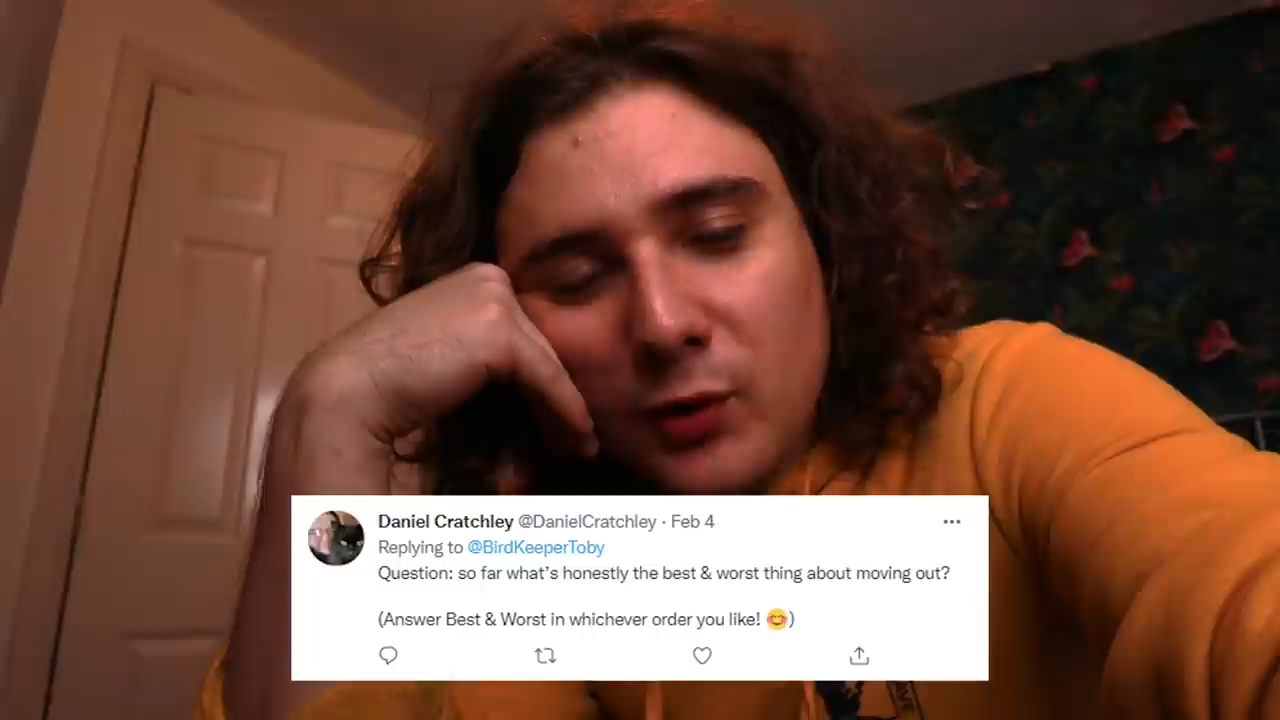 Daniel Cratchley @DanielCratchley · Feb 4
Replying to @BirdKeeperToby
Question: so far what's honestly the best & worst thing about moving out?
(Answer Best & Worst in whichever order you like! 😊)